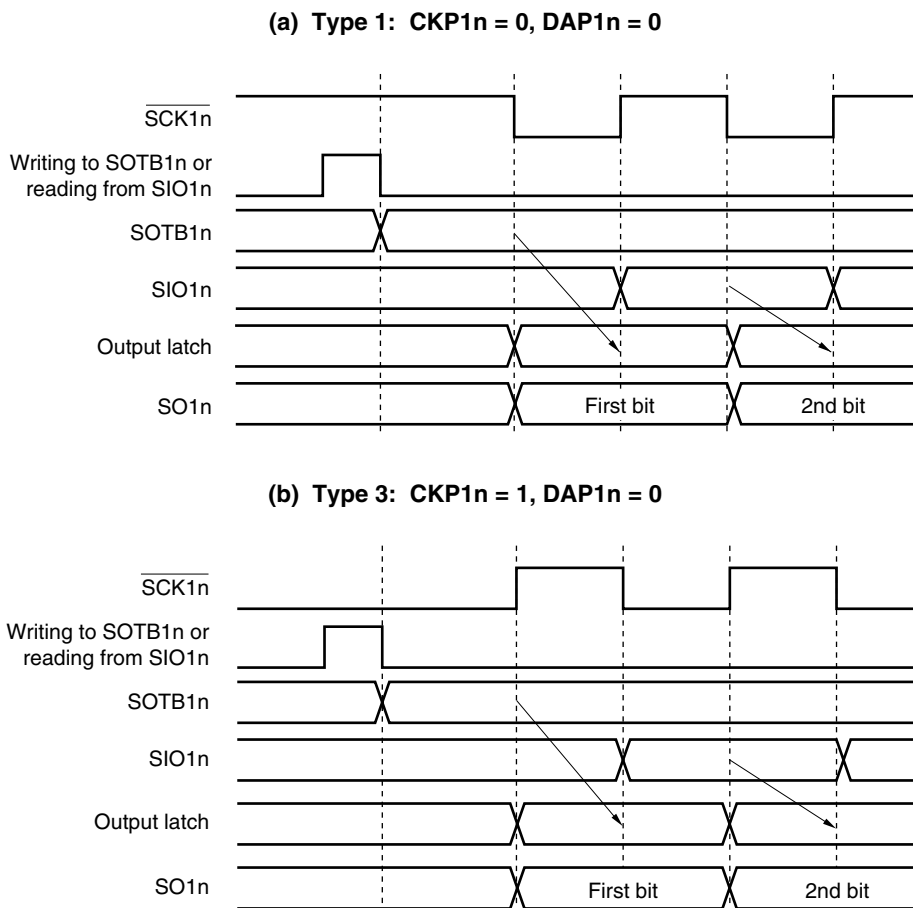 (a) Type 1: CKP1n = 0, DAP1n = 0
SCK1n
Writing to SOTB1n or
reading from SIO1n
SOTB1n
SIO1n
Output latch
SO1n
First bit
2nd bit
(b) Type 3: CKP1n = 1, DAP1n = 0
SCK1n
Writing to SOTB1n or
reading from SIO1n
SOTB1n
SIO1n
Output latch
SO1n
First bit
2nd bit